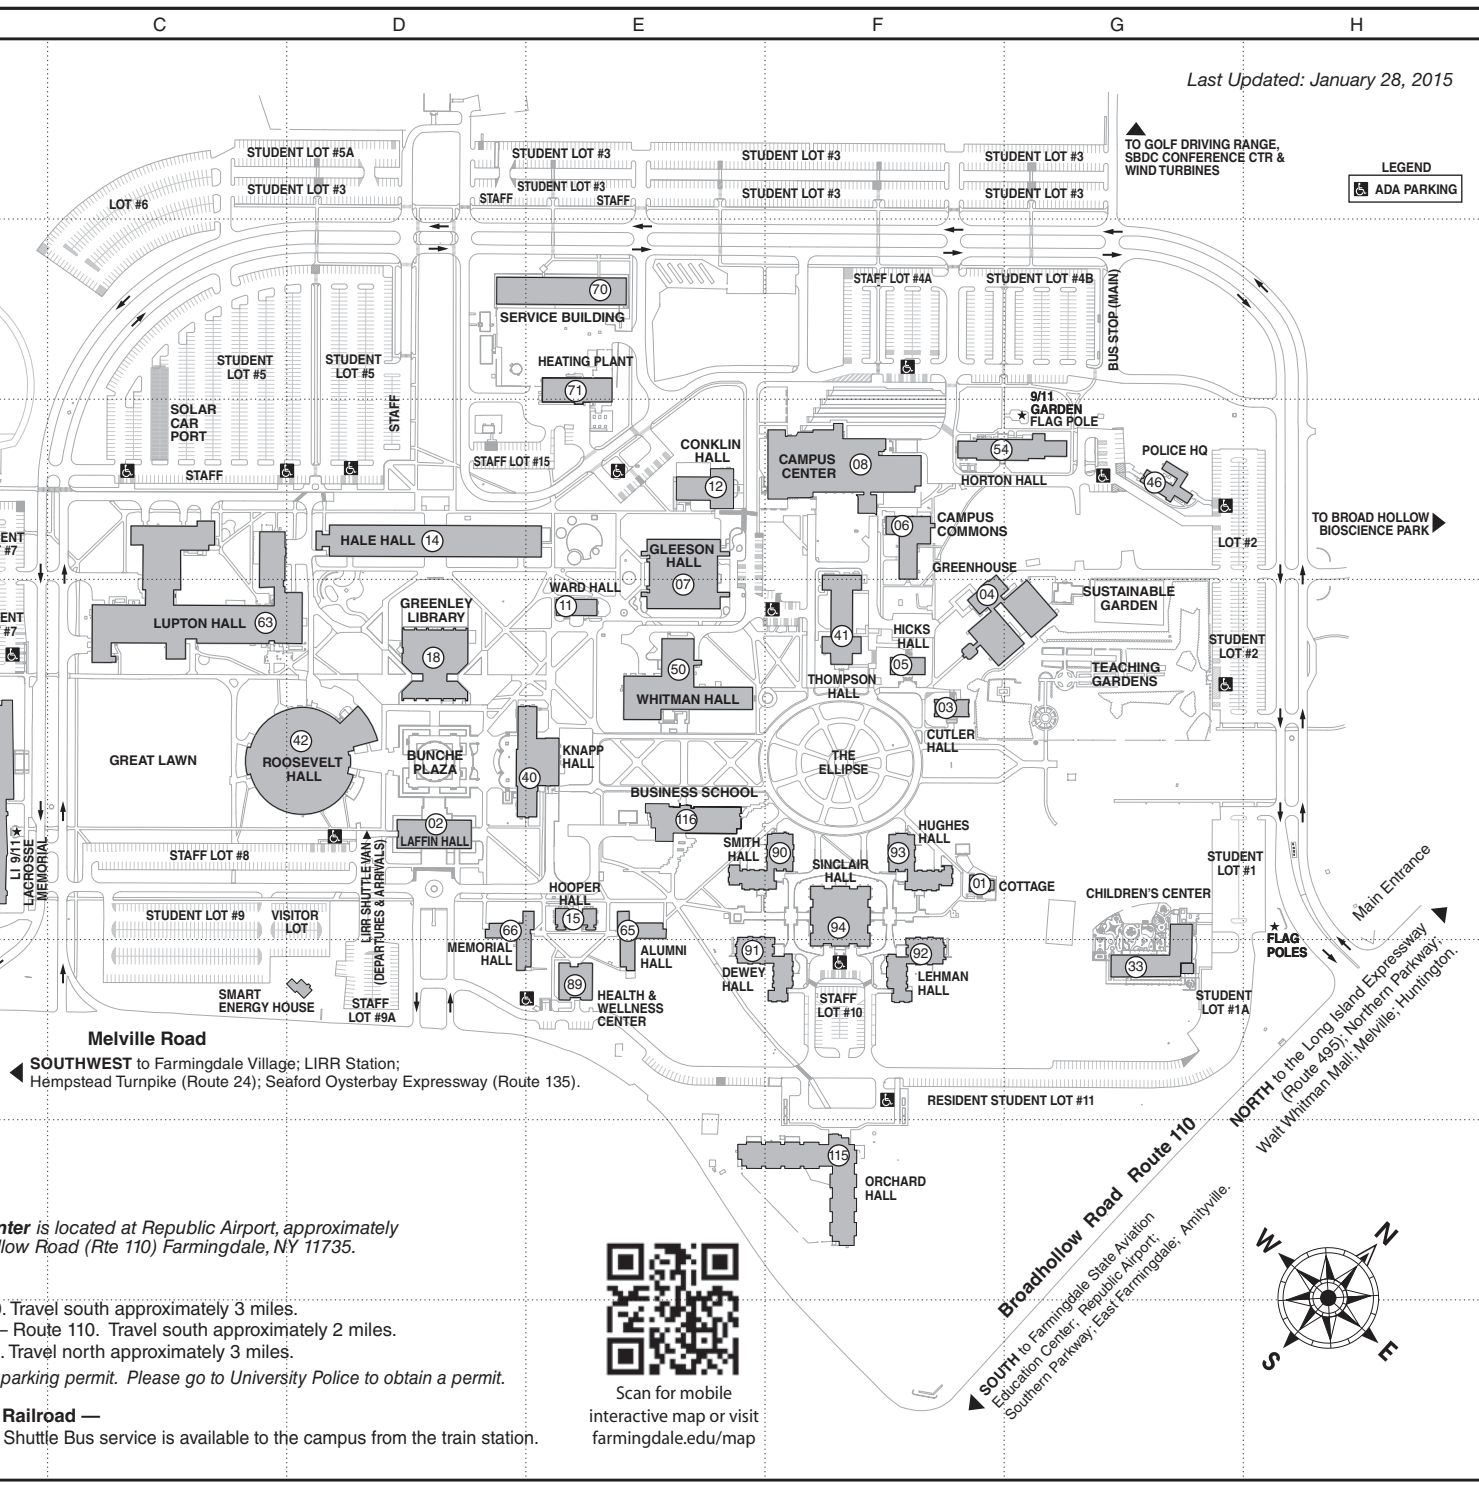 C D E F G H
Last Updated: January 28, 2015
TO GOLF DRIVING RANGE,
SBDC CONFERENCE CTR &
WIND TURBINES
LEGEND
ADA PARKING
STUDENT LOT #5A
STUDENT LOT #3
STUDENT LOT #3
STUDENT LOT #3
STUDENT LOT #3
STUDENT LOT #3
STUDENT LOT #3
STUDENT LOT #3
STUDENT LOT #3
STAFF
STAFF
LOT #6
70
SERVICE BUILDING
STAFF LOT #4A
STUDENT LOT #4B
BUS STOP (MAIN)
STUDENT
LOT #5
STUDENT
LOT #5
HEATING PLANT
71
SOLAR
CAR
PORT
STAFF
STAFF
STAFF LOT #15
CONKLIN
HALL
12
CAMPUS
CENTER
08
9/11
GARDEN
FLAG POLE
54
HORTON HALL
POLICE HQ
46
TO BROAD HOLLOW
BIOSCIENCE PARK
LOT #2
06
CAMPUS
COMMONS
ENT
#7
HALE HALL
14
GLEESON
HALL
07
GREENHOUSE
04
WARD HALL
11
SUSTAINABLE
GARDEN
GREENLEY
LIBRARY
18
LUPTON HALL
63
ENT
#7
41
THOMPSON
HALL
HICKS
HALL
05
STUDENT
LOT #2
TEACHING
GARDENS
50
WHITMAN HALL
03
CUTLER
HALL
GREAT LAWN
42
ROOSEVELT
HALL
BUNCHE
PLAZA
KNAPP
HALL
40
THE
ELLIPSE
BUSINESS SCHOOL
116
02
LAFFIN HALL
SMITH
HALL
90
SINCLAIR
HALL
93
HUGHES
HALL
LI 9/11
LACROSSE
MEMORIAL
STAFF LOT #8
LIRR SHUTTLE VAN
(DEPARTURES & ARRIVALS)
STUDENT
LOT #1
01
COTTAGE
CHILDREN'S CENTER
Main Entrance
STUDENT LOT #9
VISITOR
LOT
HOOPER
HALL
15
66
MEMORIAL
HALL
65
ALUMNI
HALL
94
91
DEWEY
HALL
92
LEHMAN
HALL
33
FLAG
POLES
SMART
ENERGY HOUSE
STAFF
LOT #9A
89
HEALTH &
WELLNESS
CENTER
STAFF
LOT #10
STUDENT
LOT #1A
Melville Road
SOUTHWEST to Farmingdale Village; LIRR Station;
Hempstead Turnpike (Route 24); Seaford Oysterbay Expressway (Route 135).
RESIDENT STUDENT LOT #11
NORTH to the Long Island Expressway
(Route 495); Northern Parkway;
Walt Whitman Mall; Melville; Huntington.
115
ORCHARD
HALL
Broadhollow Road Route 110
SOUTH to Farmingdale State Aviation
Education Center; Republic Airport;
Southern Parkway; East Farmingdale; Amityville.
nter is located at Republic Airport, approximately
llow Road (Rte 110) Farmingdale, NY 11735.
W N
S E
. Travel south approximately 3 miles.
– Route 110. Travel south approximately 2 miles.
. Travel north approximately 3 miles.
parking permit. Please go to University Police to obtain a permit.
Railroad —
Shuttle Bus service is available to the campus from the train station.
Scan for mobile
interactive map or visit
farmingdale.edu/map